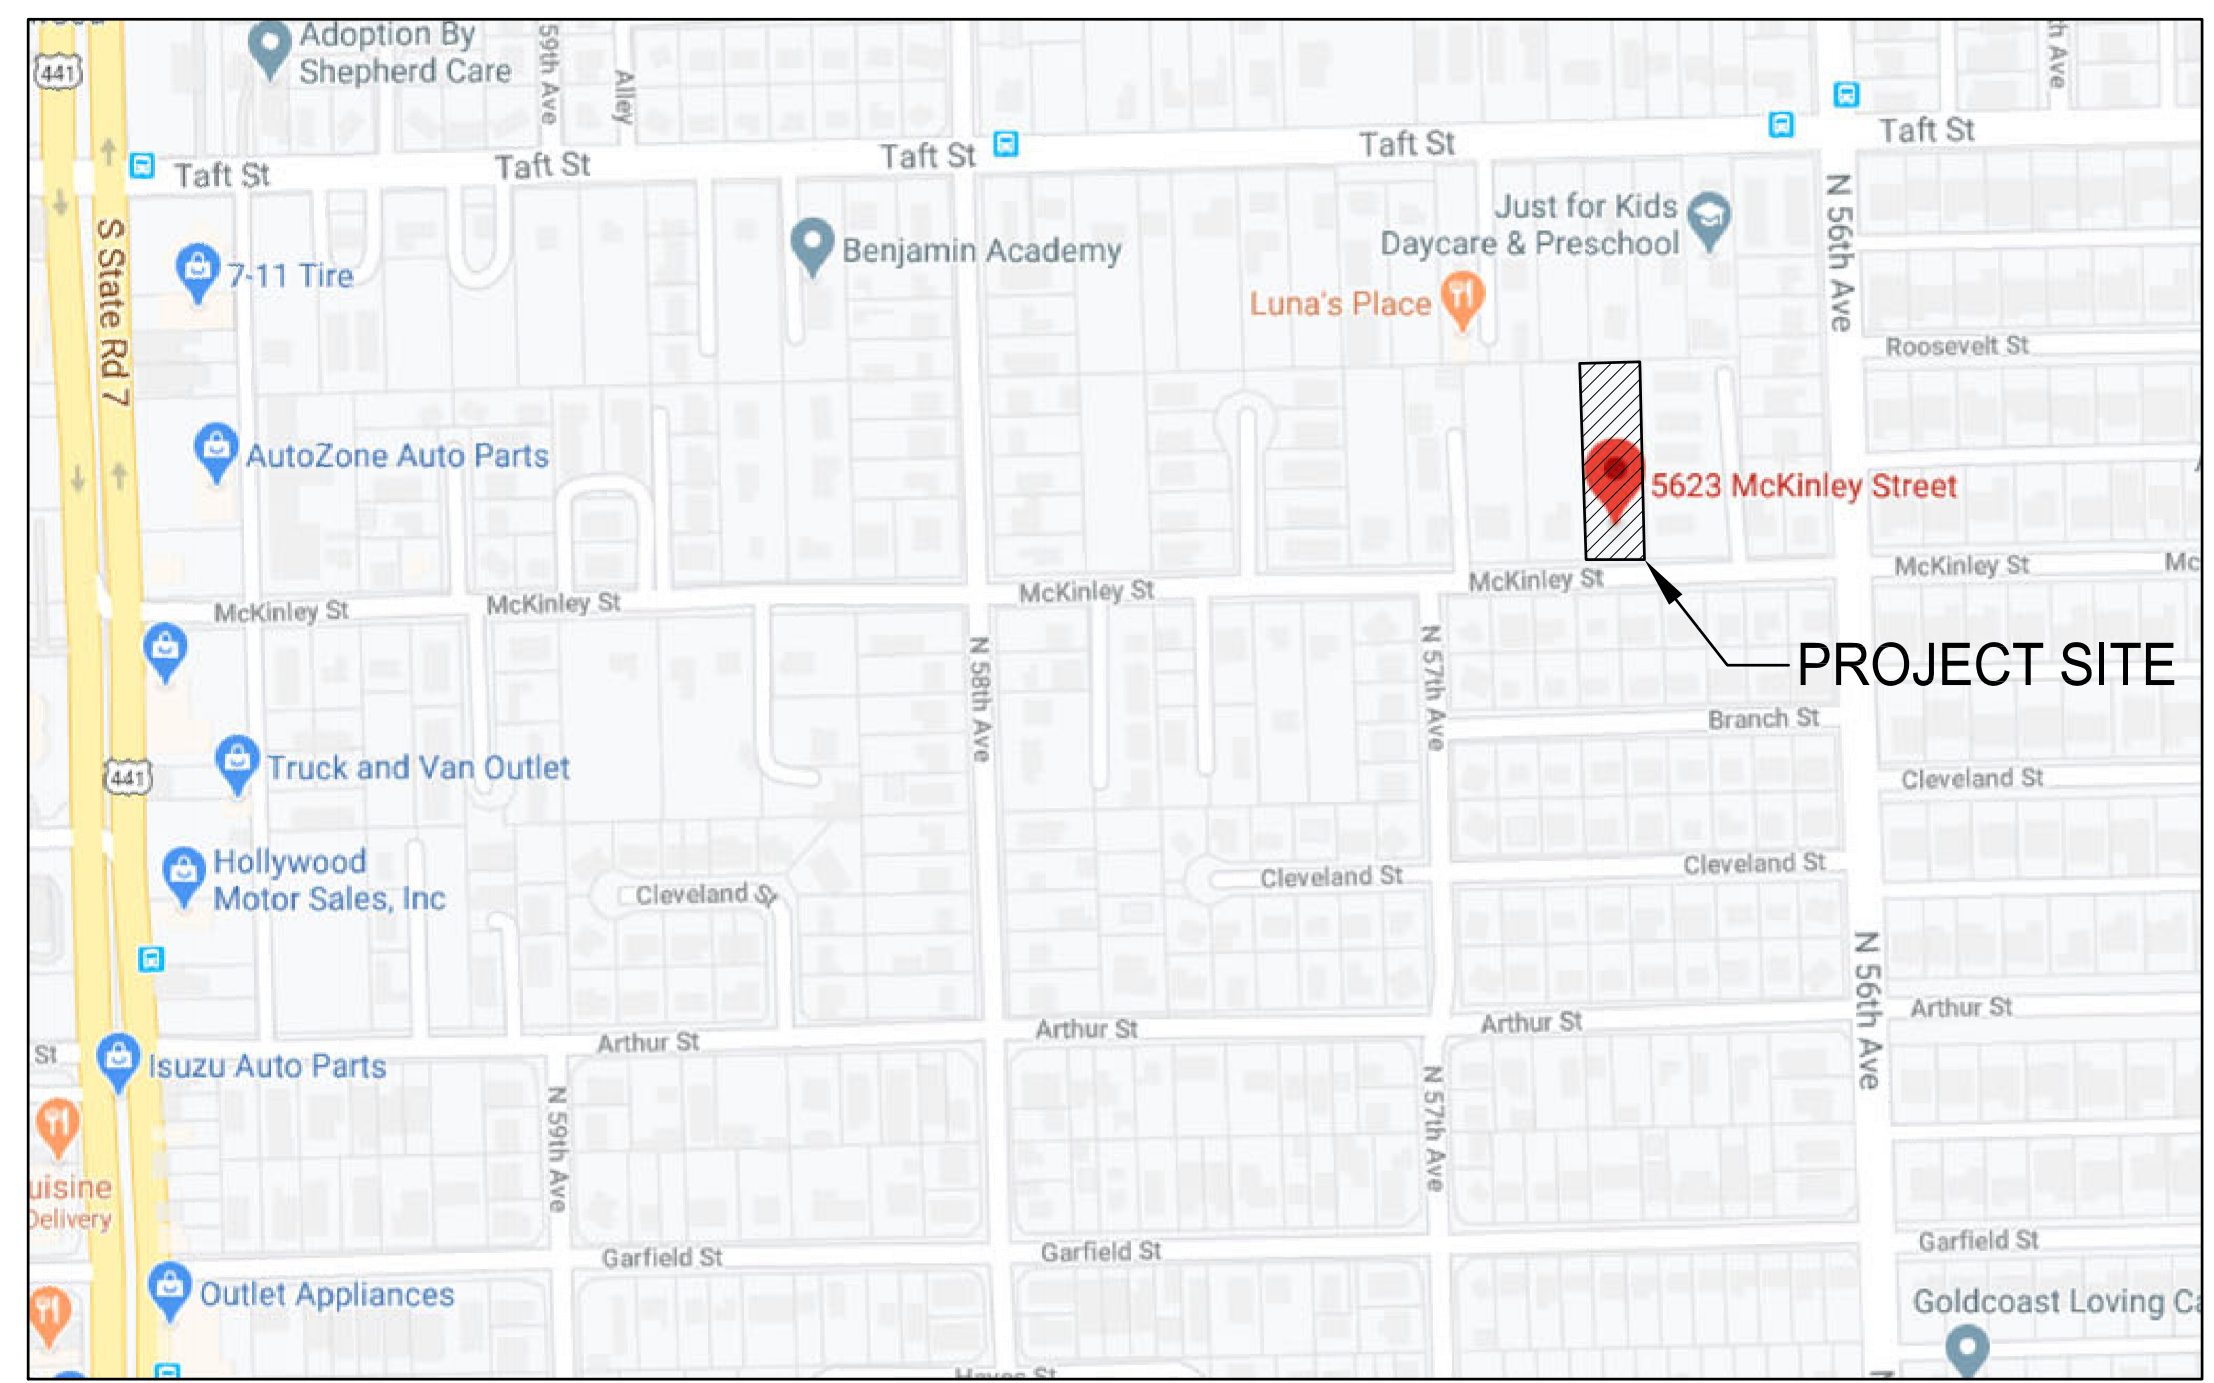 Adoption By
Shepherd Care
59th Ave
Alley
441
Taft St
Taft St
Taft St
Taft St
Taft St
S State Rd 7
7-11 Tire
Benjamin Academy
Just for Kids
Daycare & Preschool
Luna's Place
N 56th Ave
Roosevelt St
AutoZone Auto Parts
5623 McKinley Street
McKinley St
McKinley St
McKinley St
McKinley St
McKinley St
Mc
PROJECT SITE
N 58th Ave
N 57th Ave
Branch St
441
Truck and Van Outlet
Cleveland St
Hollywood
Motor Sales, Inc
Cleveland St
Cleveland St
Cleveland St
N 56th Ave
Arthur St
Arthur St
Arthur St
Arthur St
St
Isuzu Auto Parts
N 59th Ave
N 57th Ave
uisine
Delivery
Garfield St
Garfield St
Garfield St
Outlet Appliances
Goldcoast Loving Ca